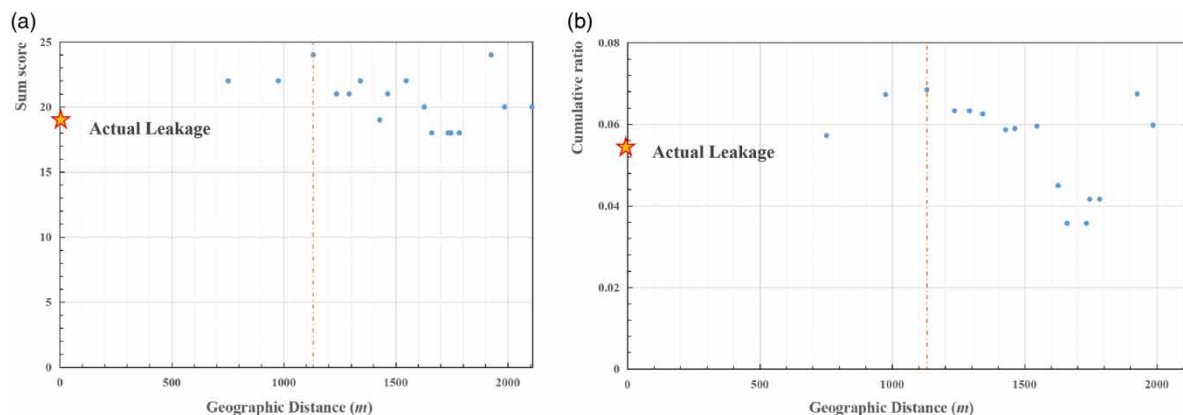 (a)
Sum score
25
20
15
10
5
0
Actual Leakage
0 500 1000 1500 2000
Geographic Distance (m)
(b)
Cumulative ratio
0.08
0.06
0.04
0.02
0
Actual Leakage
0 500 1000 1500 2000
Geographic Distance (m)